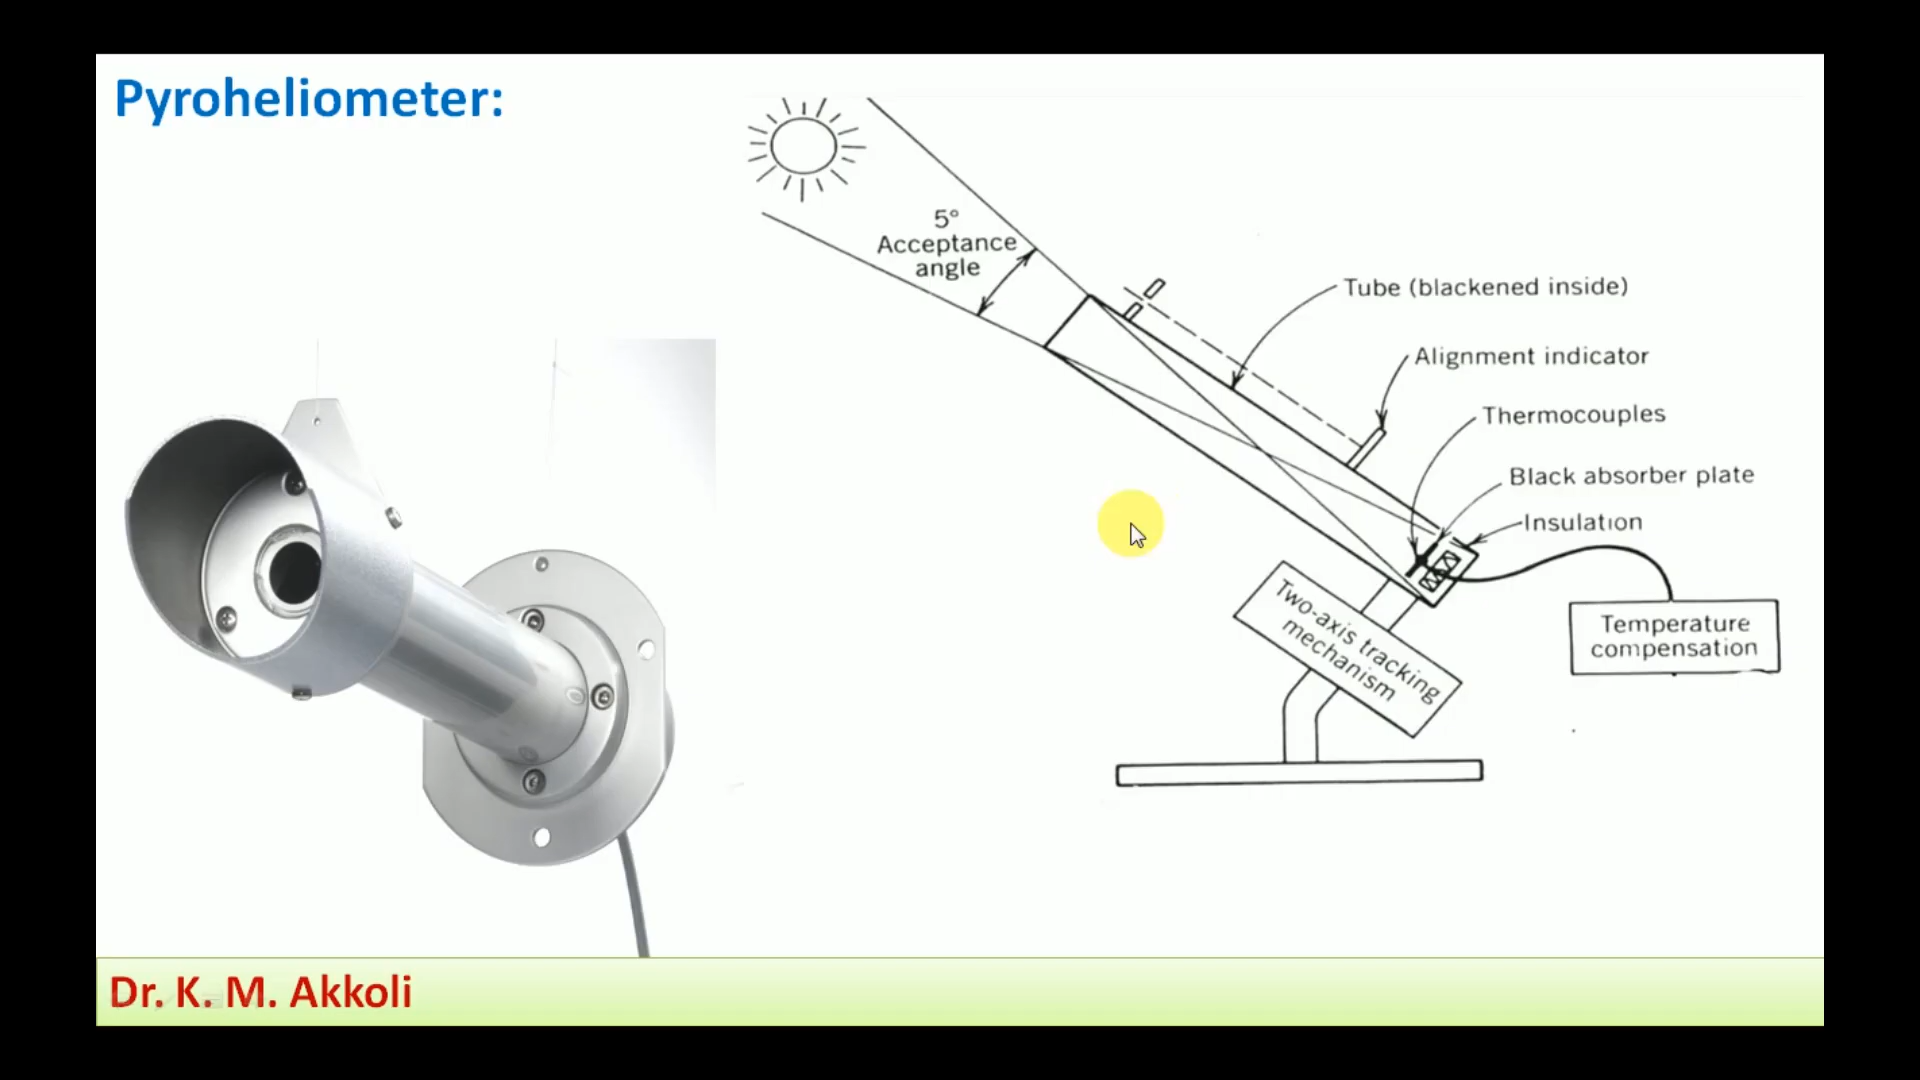 Pyroheliometer:
5°
Acceptance
angle
Tube (blackened inside)
Alignment indicator
Thermocouples
Black absorber plate
Insulation
Two-axis tracking
mechanism
Temperature
compensation
Dr. K. M. Akkoli